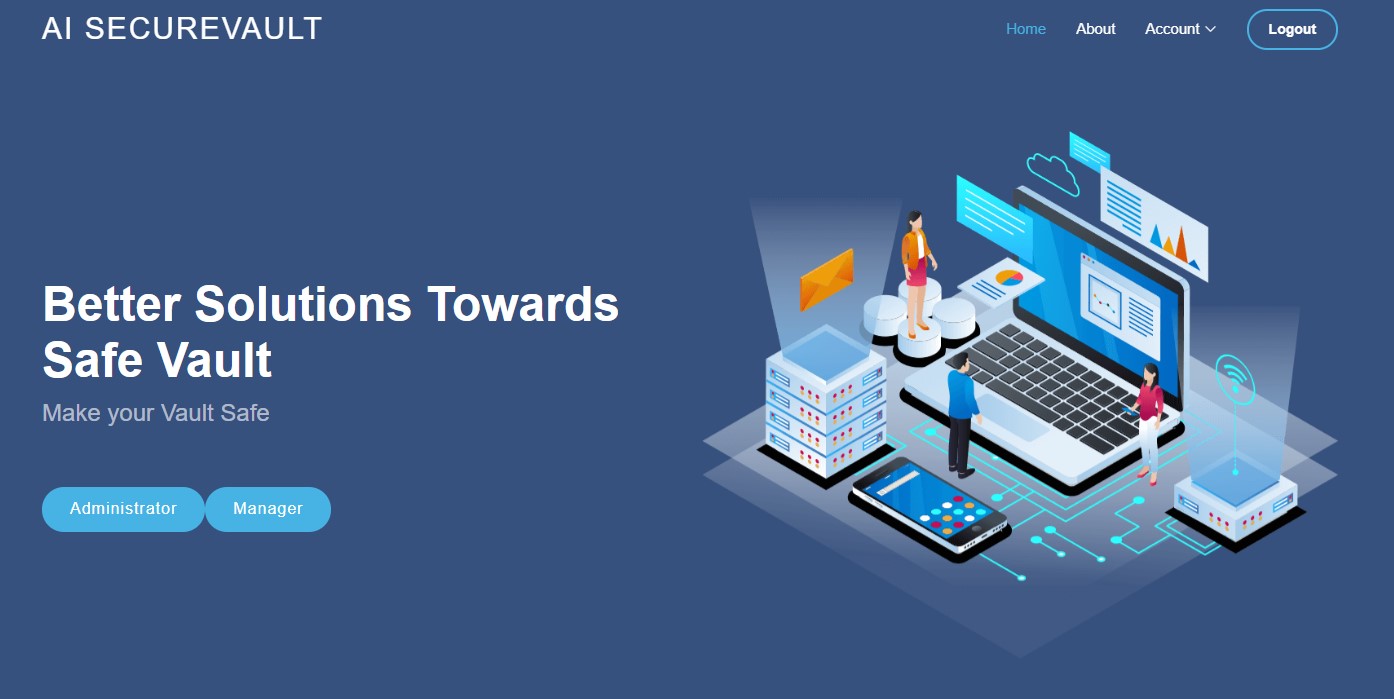 AI SECUREVAULT
Home About Account Logout
Better Solutions Towards
Safe Vault
Make your Vault Safe
Administrator Manager